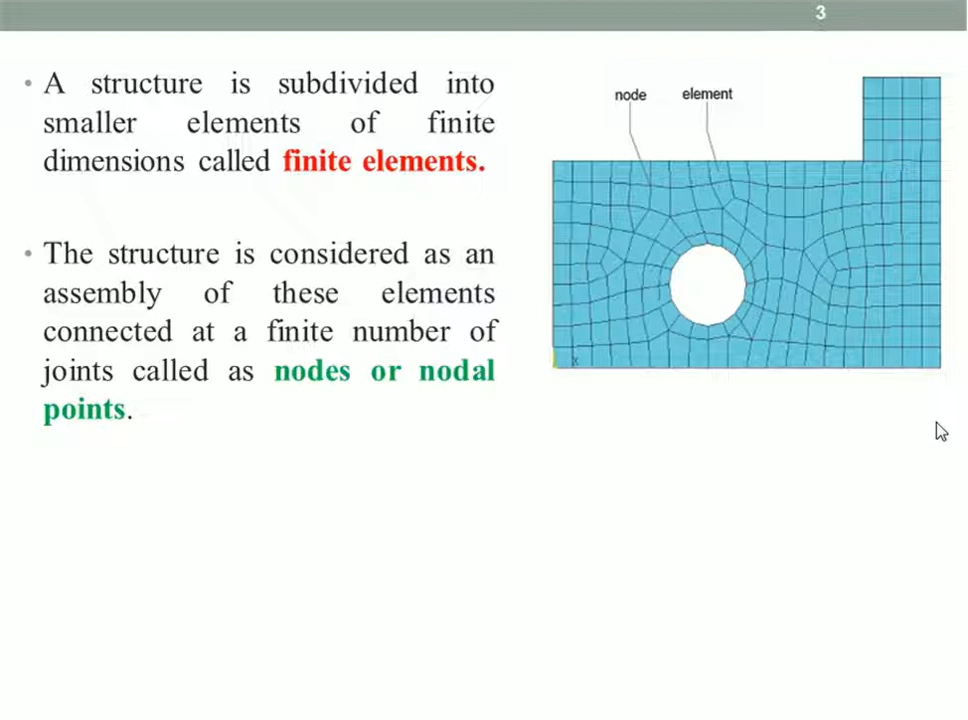 3
• A structure is subdivided into
smaller elements of finite
dimensions called finite elements.
• The structure is considered as an
assembly of these elements
connected at a finite number of
joints called as nodes or nodal
points.
node element
X